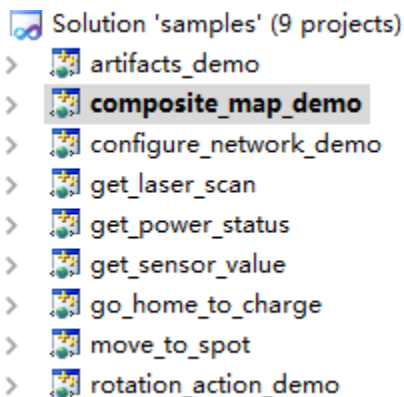 Solution 'samples' (9 projects)
artifacts_demo
composite_map_demo
configure_network_demo
get_laser_scan
get_power_status
get_sensor_value
go_home_to_charge
move_to_spot
rotation_action_demo